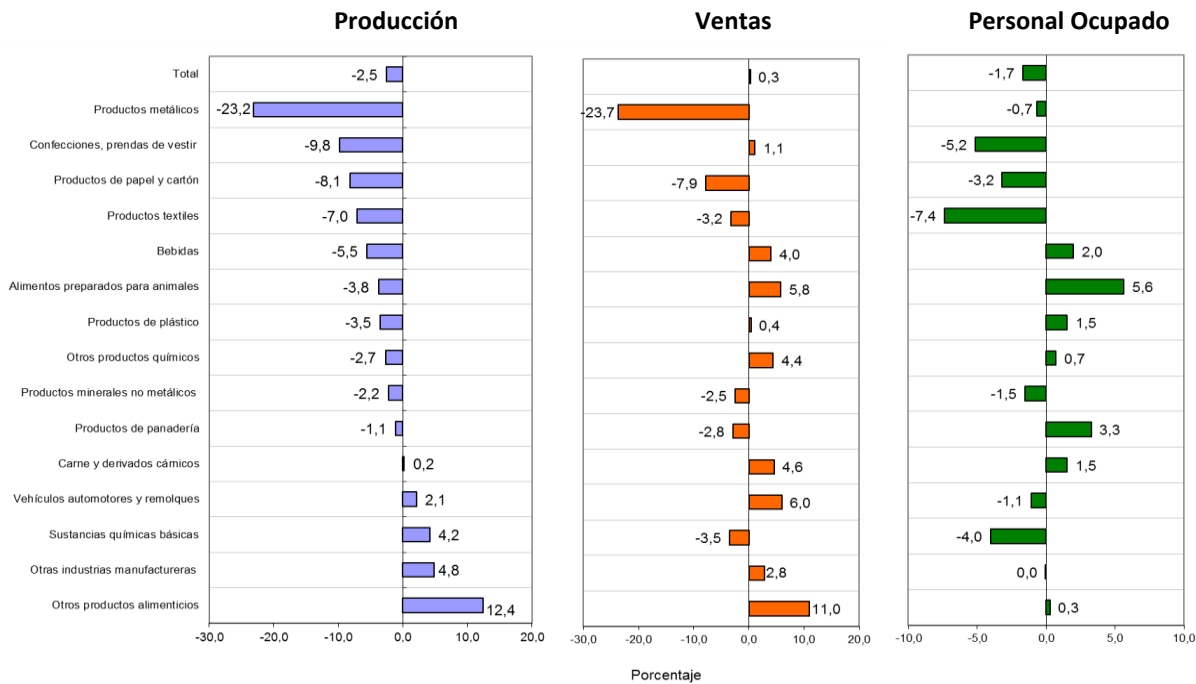 Producción
Ventas
Personal Ocupado
Total
-2,5
0,3
-1,7
Productos metálicos
-23,2
-23,7
-0,7
Confecciones, prendas de vestir
-9,8
1,1
-5,2
Productos de papel y cartón
-8,1
-7,9
-3,2
Productos textiles
-7,0
-3,2
-7,4
Bebidas
-5,5
4,0
2,0
Alimentos preparados para animales
-3,8
5,8
5,6
Productos de plástico
-3,5
0,4
1,5
Otros productos químicos
-2,7
4,4
0,7
Productos minerales no metálicos
-2,2
-2,5
-1,5
Productos de panadería
-1,1
-2,8
3,3
Carne y derivados cárnicos
0,2
4,6
1,5
Vehículos automotores y remolques
2,1
6,0
-1,1
Sustancias químicas básicas
4,2
-3,5
-4,0
Otras industrias manufactureras
4,8
2,8
0,0
Otros productos alimenticios
12,4
11,0
0,3
-30,0 -20,0 -10,0 0,0 10,0 20,0
-30,0 -20,0 -10,0 0,0 10,0 20,0
-10,0 -5,0 0,0 5,0 10,0
Porcentaje